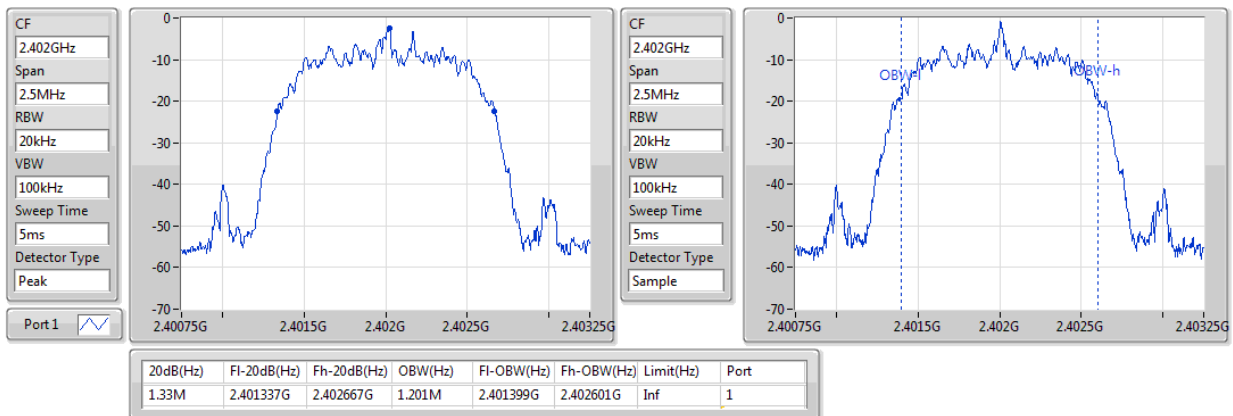 CF
2.402GHz
Span
2.5MHz
RBW
20kHz
VBW
100kHz
Sweep Time
5ms
Detector Type
Peak
Port 1
0
-10
-20
-30
-40
-50
-60
-70
2.40075G 2.4015G 2.402G 2.4025G 2.40325G
CF
2.402GHz
Span
2.5MHz
RBW
20kHz
VBW
100kHz
Sweep Time
5ms
Detector Type
Sample
0
-10
-20
-30
-40
-50
-60
-70
OBW-l OBW-h
2.40075G 2.4015G 2.402G 2.4025G 2.40325G
20dB(Hz) Fl-20dB(Hz) Fh-20dB(Hz) OBW(Hz) Fl-OBW(Hz) Fh-OBW(Hz) Limit(Hz) Port
1.33M 2.401337G 2.402667G 1.201M 2.401399G 2.402601G Inf 1